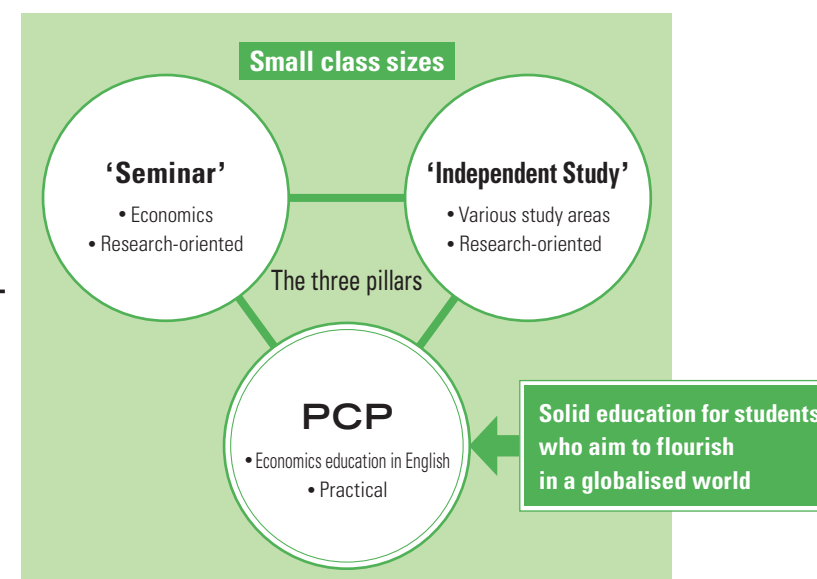 Small class sizes
‘Seminar’
• Economics
• Research-oriented
‘Independent Study’
• Various study areas
• Research-oriented
The three pillars
PCP
• Economics education in English
• Practical
Solid education for students
who aim to flourish
in a globalised world